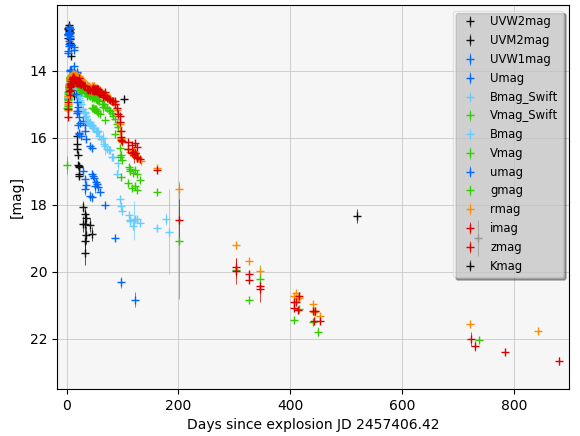 14
16
18
20
22
[mag]
0
200
400
600
800
Days since explosion JD 2457406.42
UVW2mag
UVM2mag
UVW1mag
Umag
Bmag_Swift
Vmag_Swift
Bmag
Vmag
umag
gmag
rmag
imag
zmag
Kmag